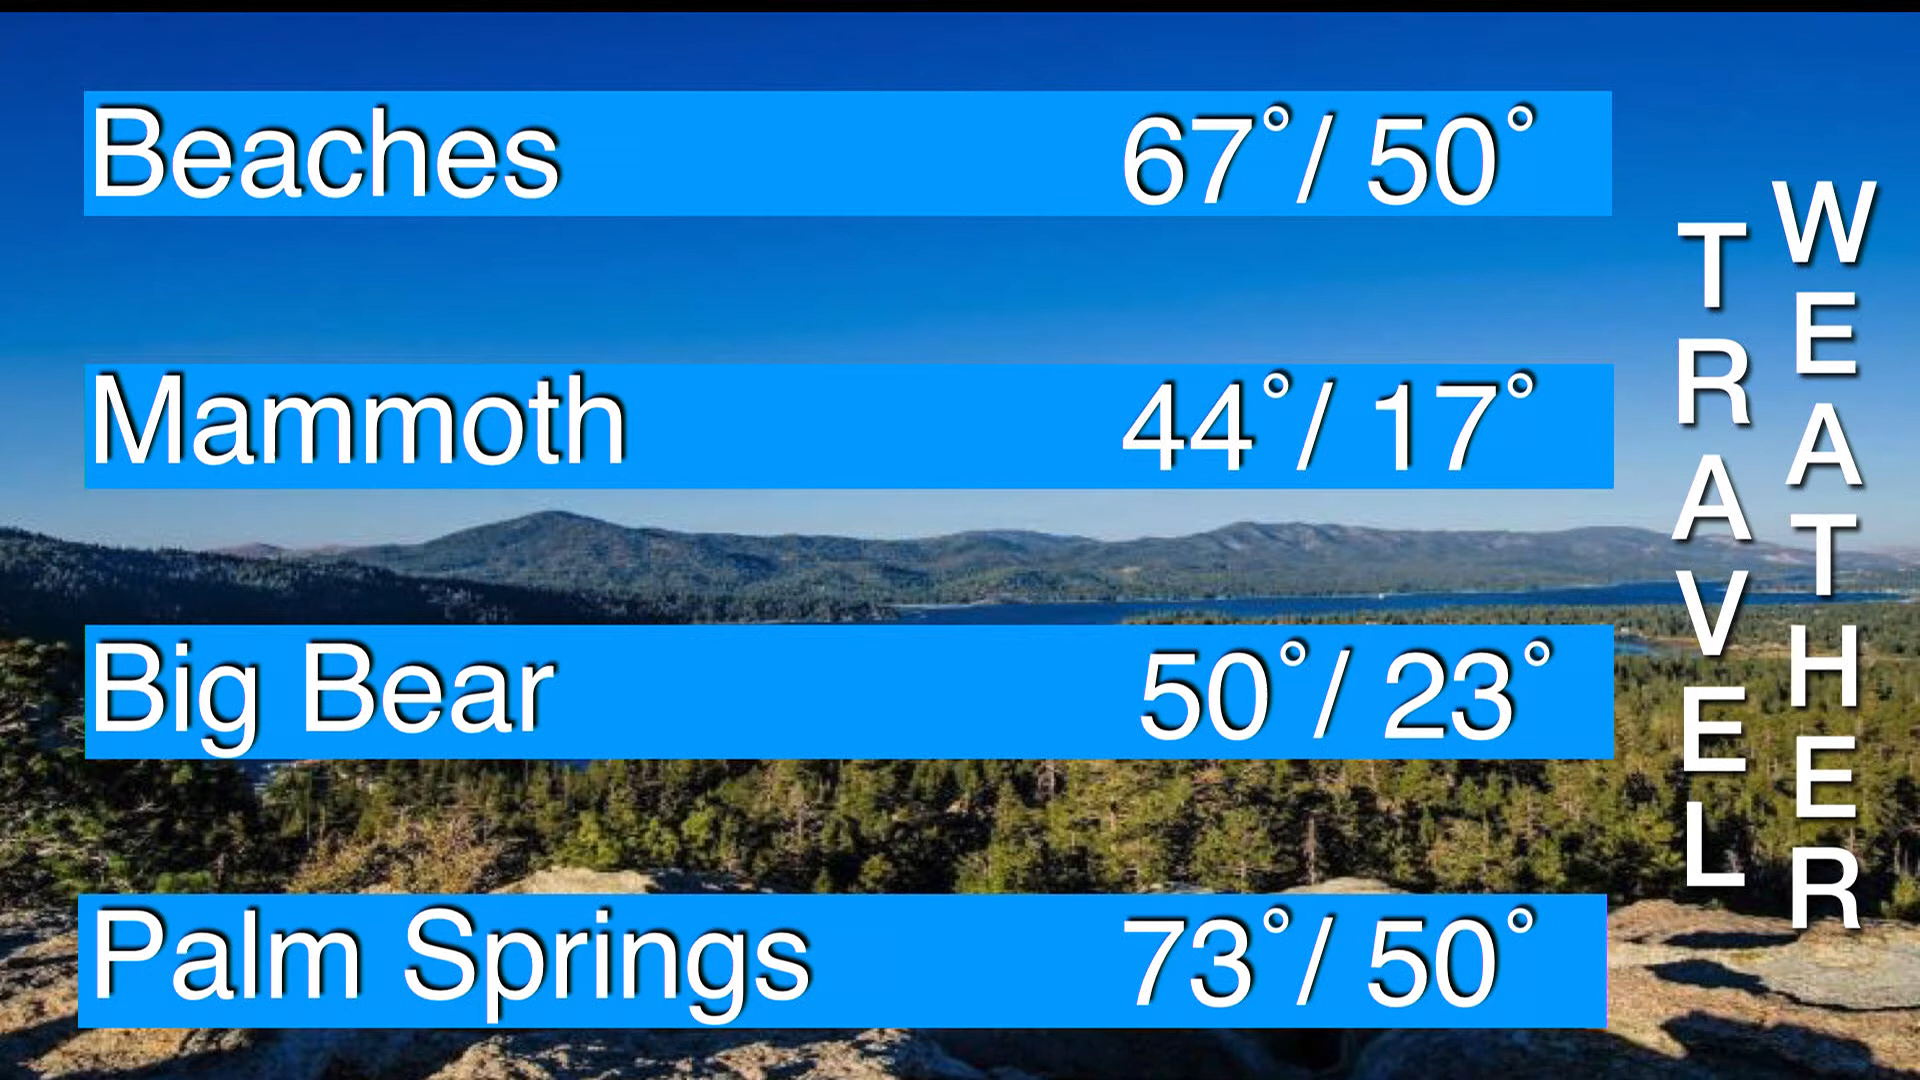 Beaches 67°/ 50°
Mammoth 44°/ 17°
Big Bear 50°/ 23°
Palm Springs 73°/ 50°
TRAVEL
WEATHER